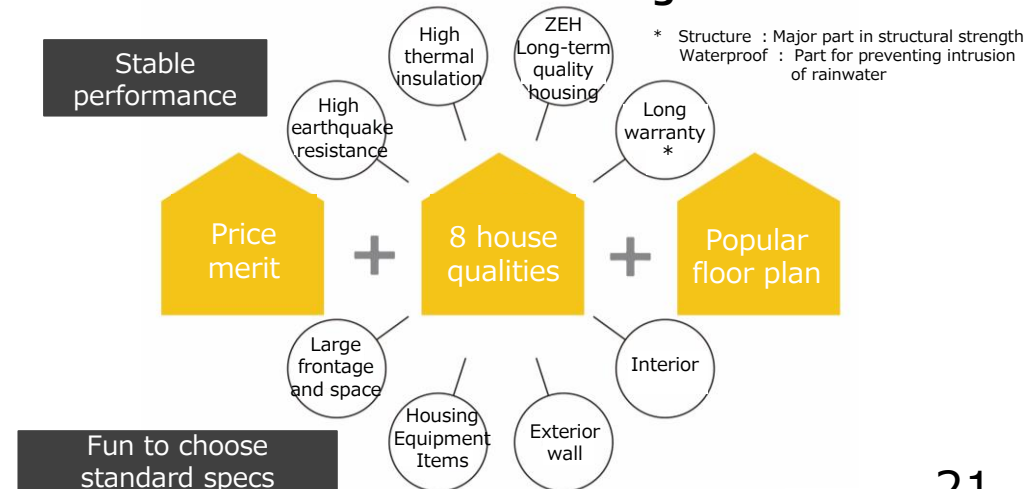 * Structure : Major part in structural strength
Waterproof : Part for preventing intrusion
of rainwater
Stable
performance
High
thermal
insulation
ZEH
Long-term
quality
housing
High
earthquake
resistance
Long
warranty
*
Price
merit
+
8 house
qualities
+
Popular
floor plan
Large
frontage
and space
Interior
Housing
Equipment
Items
Exterior
wall
Fun to choose
standard specs
21